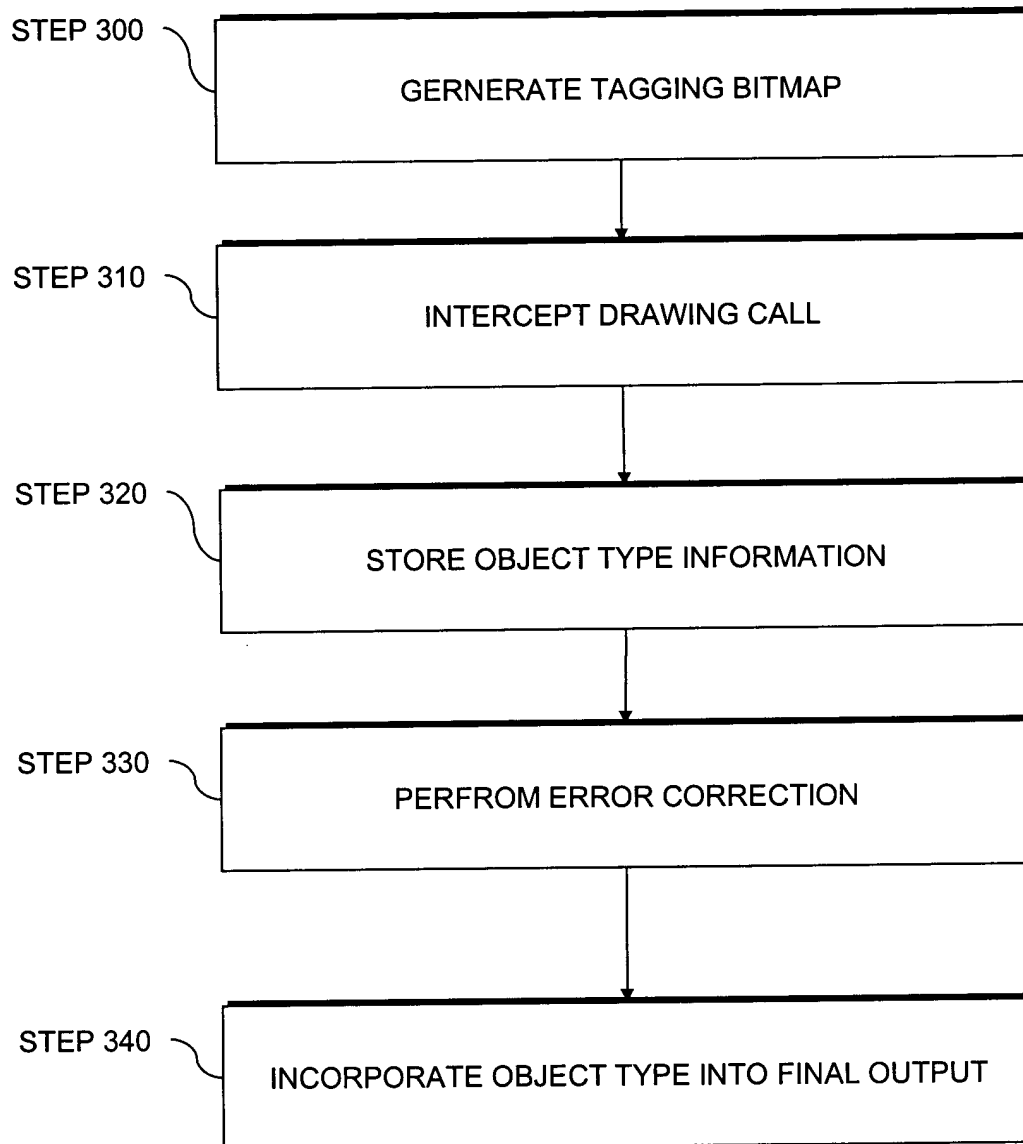 STEP 300
GERNERATE TAGGING BITMAP
STEP 310
INTERCEPT DRAWING CALL
STEP 320
STORE OBJECT TYPE INFORMATION
STEP 330
PERFROM ERROR CORRECTION
STEP 340
INCORPORATE OBJECT TYPE INTO FINAL OUTPUT